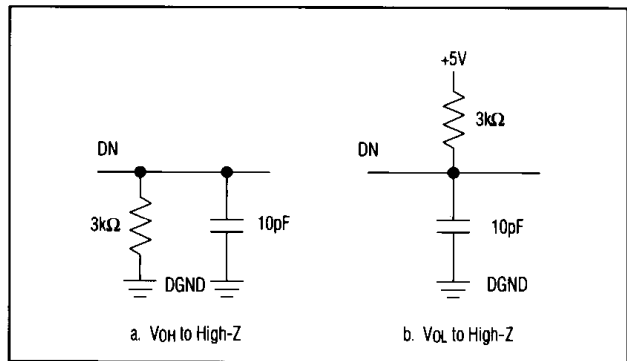 DN
3kΩ
10pF
DGND
a. VOH to High-Z
+5V
3kΩ
DN
10pF
DGND
b. VOL to High-Z